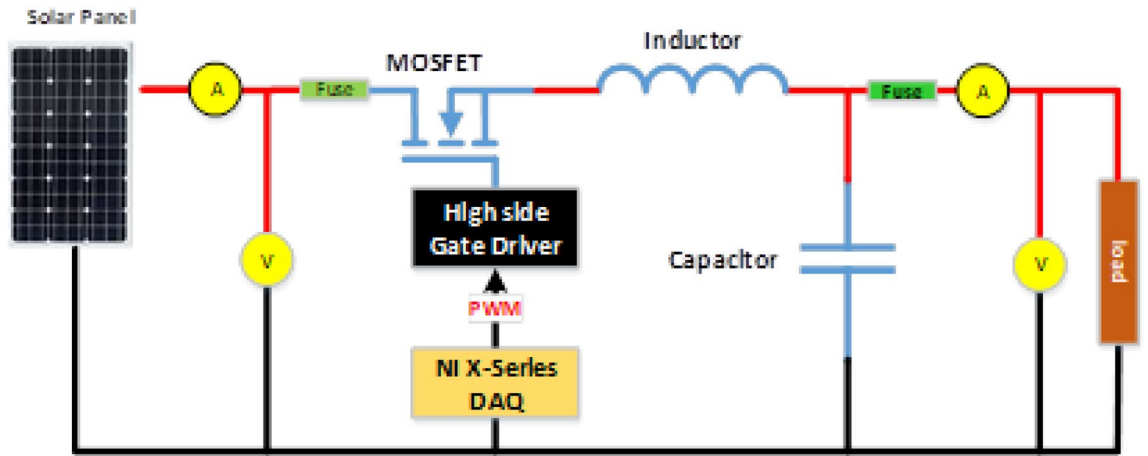 Solar Panel
MOSFET
Inductor
A
Fuse
Fuse
A
High side
Gate Driver
V
Capacitor
V
load
PWM
NI X-Series
DAQ